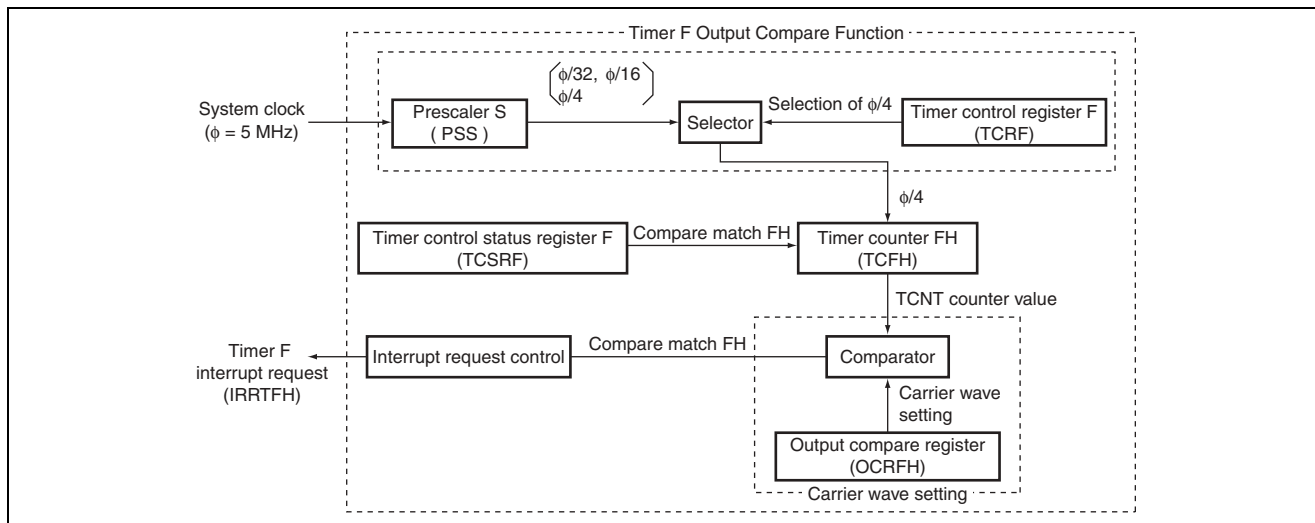 Timer F Output Compare Function
ϕ/32, ϕ/16
ϕ/4
System clock
(ϕ = 5 MHz)
Prescaler S
( PSS )
Selector
Selection of ϕ/4
Timer control register F
(TCRF)
ϕ/4
Timer control status register F
(TCSRF)
Compare match FH
Timer counter FH
(TCFH)
TCNT counter value
Timer F
interrupt request
(IRRTFH)
Interrupt request control
Compare match FH
Comparator
Carrier wave
setting
Output compare register
(OCRFH)
Carrier wave setting